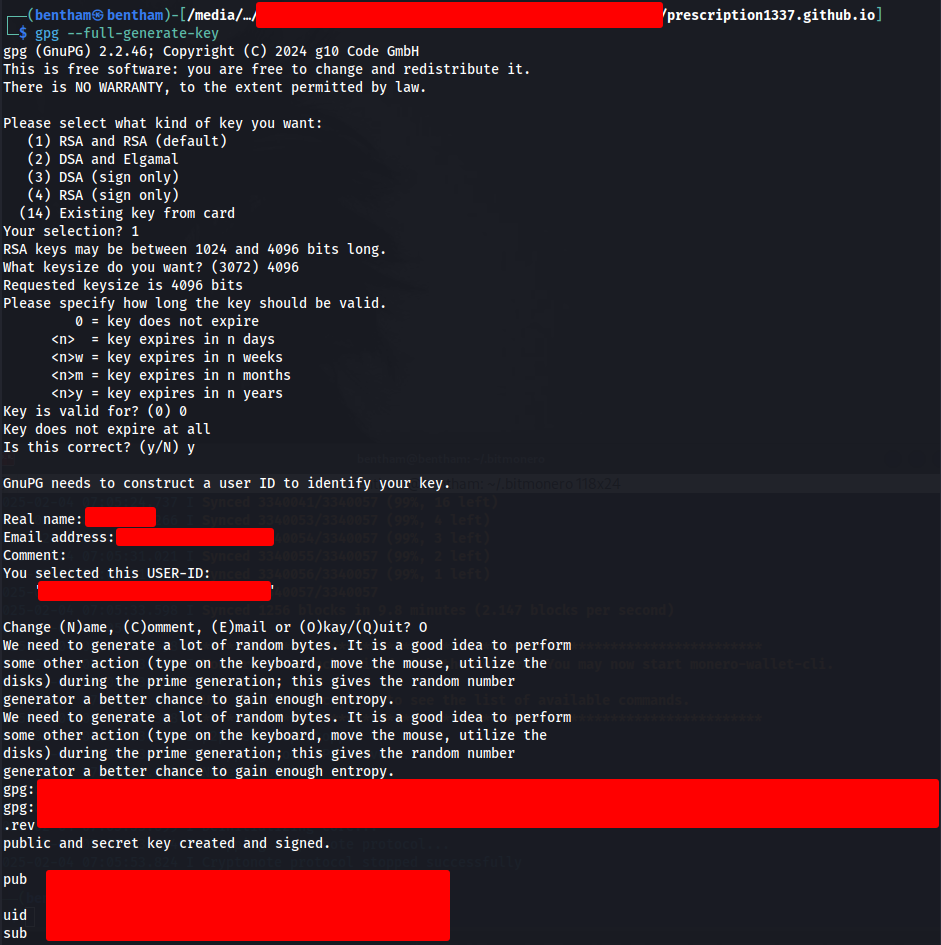 ┌──(bentham㉿bentham)-[/media/…/ /prescription1337.github.io]
└─$ gpg --full-generate-key
gpg (GnuPG) 2.2.46; Copyright (C) 2024 g10 Code GmbH
This is free software: you are free to change and redistribute it.
There is NO WARRANTY, to the extent permitted by law.
Please select what kind of key you want:
(1) RSA and RSA (default)
(2) DSA and Elgamal
(3) DSA (sign only)
(4) RSA (sign only)
(14) Existing key from card
Your selection? 1
RSA keys may be between 1024 and 4096 bits long.
What keysize do you want? (3072) 4096
Requested keysize is 4096 bits
Please specify how long the key should be valid.
0 = key does not expire
<n> = key expires in n days
<n>w = key expires in n weeks
<n>m = key expires in n months
<n>y = key expires in n years
Key is valid for? (0) 0
Key does not expire at all
Is this correct? (y/N) y
GnuPG needs to construct a user ID to identify your key.
Real name:
Email address:
Comment:
You selected this USER-ID:
Change (N)ame, (C)omment, (E)mail or (O)kay/(Q)uit? O
We need to generate a lot of random bytes. It is a good idea to perform
some other action (type on the keyboard, move the mouse, utilize the
disks) during the prime generation; this gives the random number
generator a better chance to gain enough entropy.
We need to generate a lot of random bytes. It is a good idea to perform
some other action (type on the keyboard, move the mouse, utilize the
disks) during the prime generation; this gives the random number
generator a better chance to gain enough entropy.
gpg:
gpg:
.rev
public and secret key created and signed.
pub
uid
sub